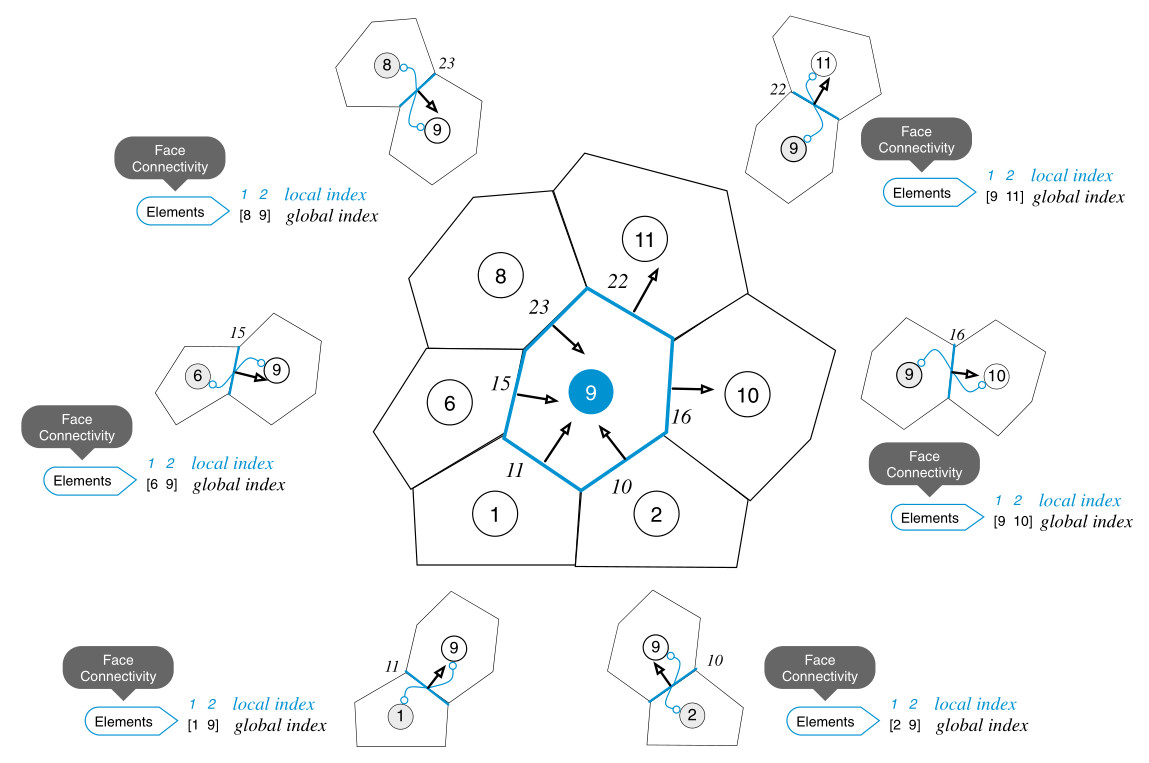 8
23
9
Face
Connectivity
Elements
1 2 local index
[8 9] global index
11
22
9
Face
Connectivity
Elements
1 2 local index
[9 11] global index
11
8
22
23
9
15
6
10
16
11
10
1
2
15
6
9
Face
Connectivity
Elements
1 2 local index
[6 9] global index
16
9
10
Face
Connectivity
Elements
1 2 local index
[9 10] global index
9
11
1
Face
Connectivity
Elements
1 2 local index
[1 9] global index
9
10
2
Face
Connectivity
Elements
1 2 local index
[2 9] global index